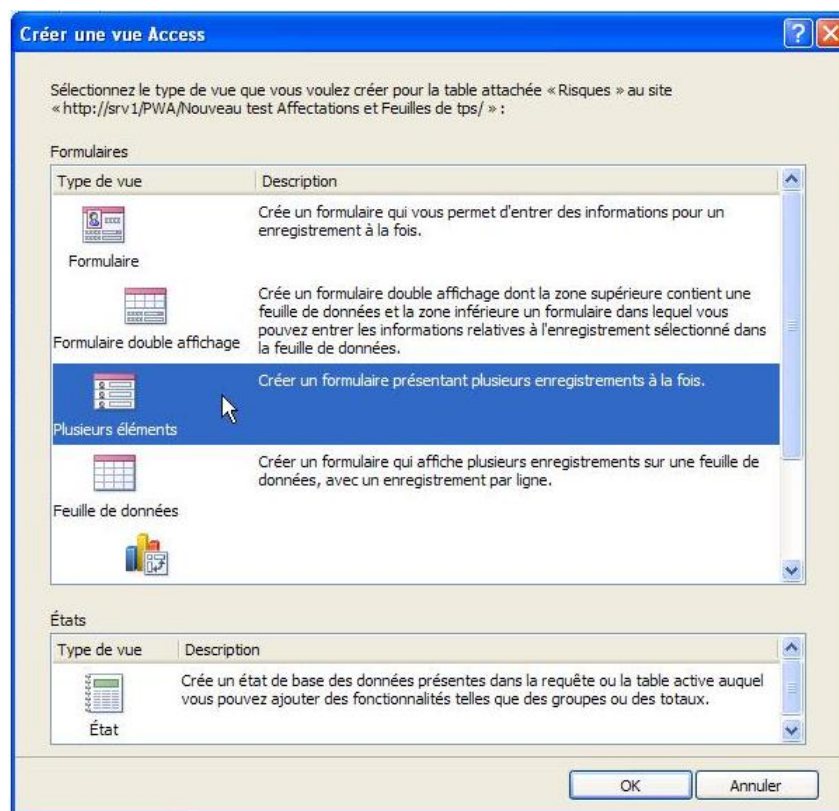 Créer une vue Access
Sélectionnez le type de vue que vous voulez créer pour la table attachée « Risques » au site
« http://srv1/PWA/Nouveau test Affectations et Feuilles de tps/ » :
Formulaires
Type de vue Description
Crée un formulaire qui vous permet d'entrer des informations pour un
enregistrement à la fois.
Formulaire
Crée un formulaire double affichage dont la zone supérieure contient une
feuille de données et la zone inférieure un formulaire dans lequel vous
pouvez entrer les informations relatives à l'enregistrement sélectionné dans
la feuille de données.
Formulaire double affichage
Créer un formulaire présentant plusieurs enregistrements à la fois.
Plusieurs éléments
Créer un formulaire qui affiche plusieurs enregistrements sur une feuille de
données, avec un enregistrement par ligne.
Feuille de données
États
Type de vue Description
Crée un état de base des données présentes dans la requête ou la table active auquel
vous pouvez ajouter des fonctionnalités telles que des groupes ou des totaux.
État
OK Annuler